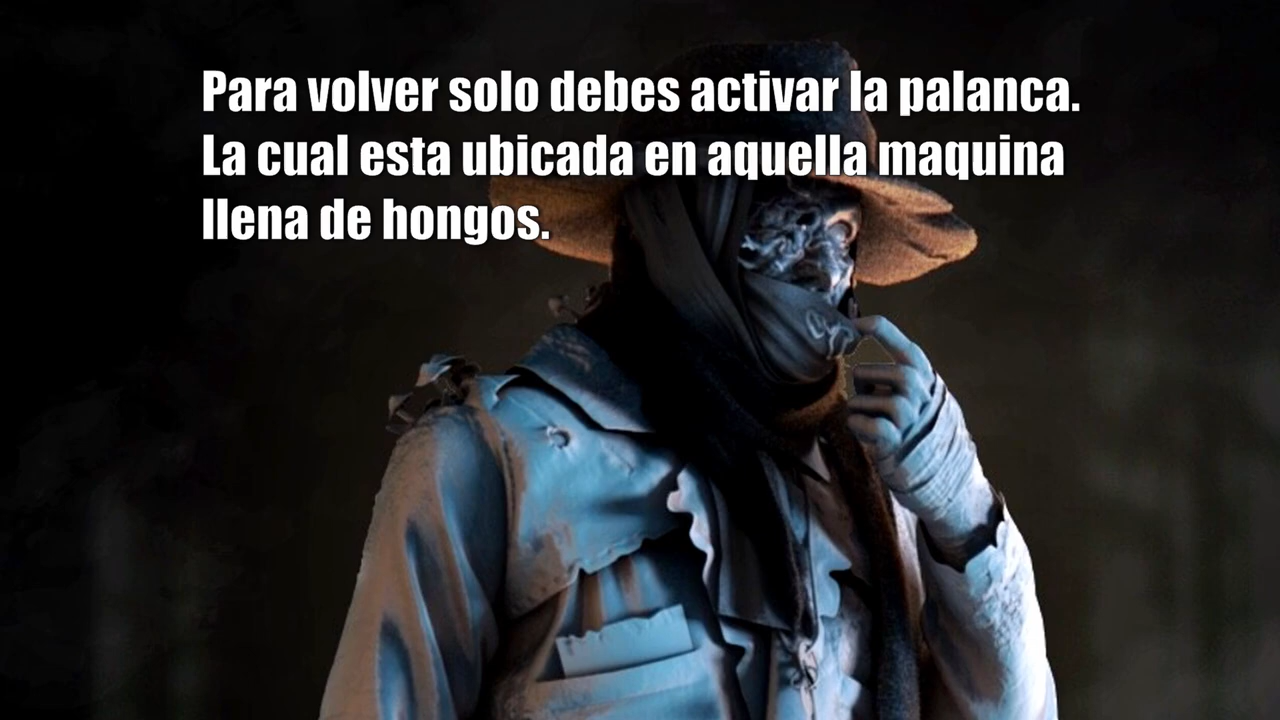 Para volver solo debes activar la palanca.
La cual esta ubicada en aquella maquina
llena de hongos.